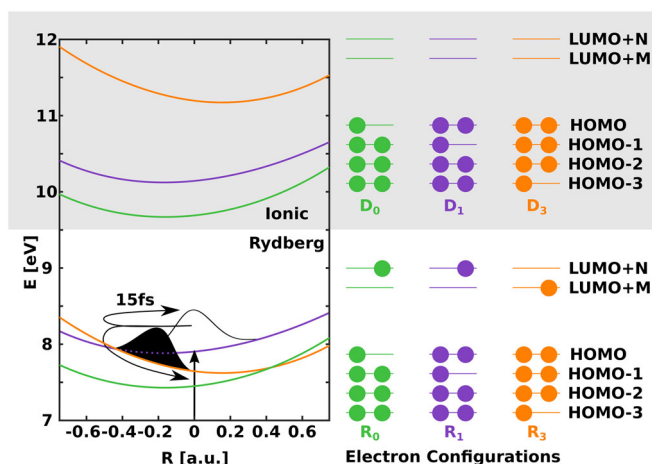 12
11
10
9
8
7
E [eV]
Ionic
Rydberg
15fs
-0.6-0.4-0.2 0 0.2 0.4 0.6
R [a.u.]
LUMO+N
LUMO+M
HOMO
HOMO-1
HOMO-2
HOMO-3
D0 D1 D3
LUMO+N
LUMO+M
HOMO
HOMO-1
HOMO-2
HOMO-3
R0 R1 R3
Electron Configurations